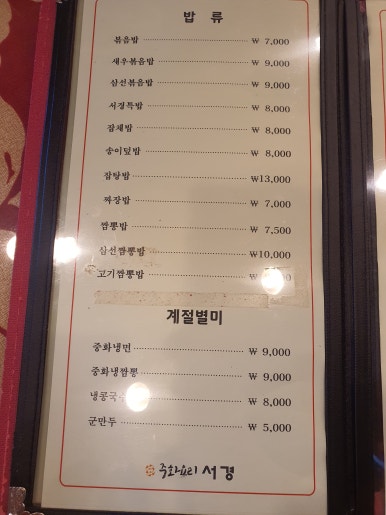 밥 류
볶음밥 ₩ 7,000
새우볶음밥 ₩ 9,000
삼선볶음밥 ₩ 9,000
서경특밥 ₩ 8,000
잡채밥 ₩ 8,000
송이덮밥 ₩ 8,000
잡탕밥 ₩13,000
짜장밥 ₩ 7,000
짬뽕밥 ₩ 7,500
삼선짬뽕밥 ₩10,000
고기짬뽕밥
계절별미
중화냉면 ₩ 9,000
중화냉짬뽕 ₩ 9,000
냉콩국 ₩ 8,000
군만두 ₩ 5,000
중화요리 서경